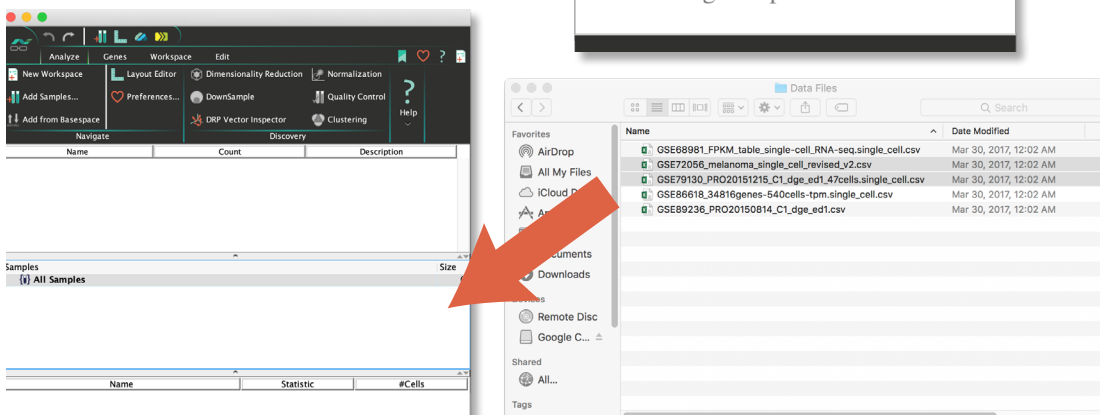 Analyze Genes Workspace Edit
New Workspace Layout Editor Dimensionality Reduction Normalization
Add Samples... Preferences... DownSample Quality Control
Add from Basespace DRP Vector Inspector Clustering
Help
Navigate Discovery
Name Count Description
Samples Size
{} All Samples
Name Statistic #Cells
Data Files
Search
Favorites
AirDrop
All My Files
iCloud
Downloads
Devices
Remote Disc
Google C...
Shared
All...
Tags
Name Date Modified
GSE68981_FPKM_table_single-cell_RNA-seq.single_cell.csv Mar 30, 2017, 12:02 AM
GSE72056_melanoma_single_cell_revised_v2.csv Mar 30, 2017, 12:02 AM
GSE79130_PRO20151215_C1_dge_ed1_47cells.single_cell.csv Mar 30, 2017, 12:02 AM
GSE86618_34816genes-540cells-tpm.single_cell.csv Mar 30, 2017, 12:02 AM
GSE89236_PRO20150814_C1_dge_ed1.csv Mar 30, 2017, 12:02 AM